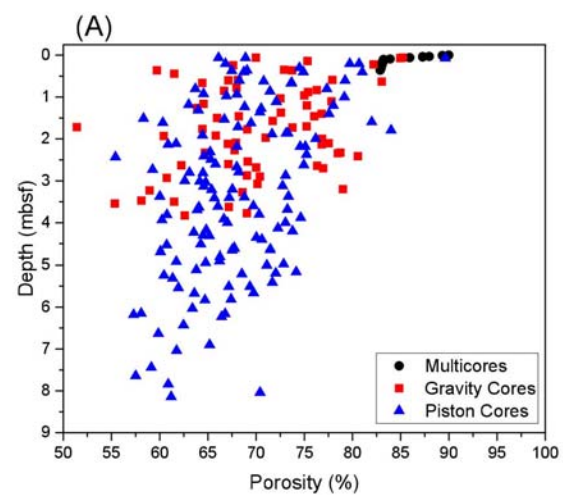 (A)
0
1
2
3
4
5
6
7
8
9
Depth (mbsf)
50 55 60 65 70 75 80 85 90 95 100
Porosity (%)
Multicores
Gravity Cores
Piston Cores